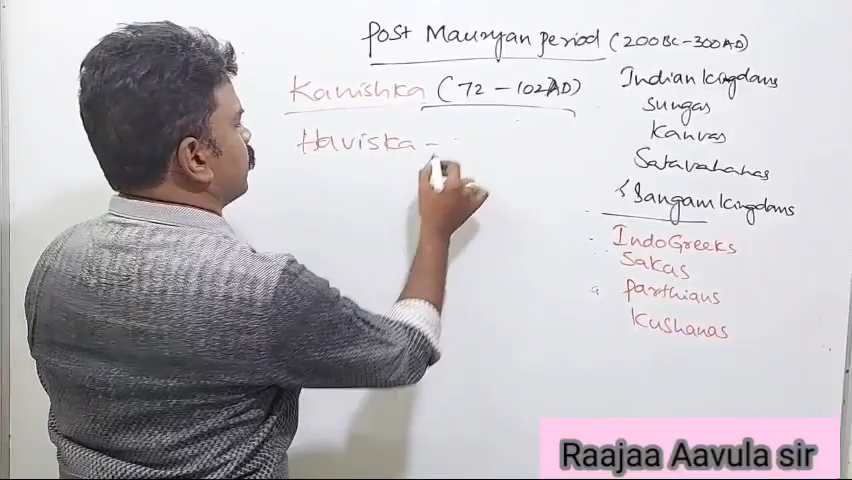 Post Mauryan period (200BC-300AD)
Kanishka (72 - 102AD)
Haviska -
Indian kingdoms
Sungas
Kanvas
Satavahanas
Sangam kingdoms
IndoGreeks
Sakas
Parthians
Kushanas
Raajaa Aavula sir